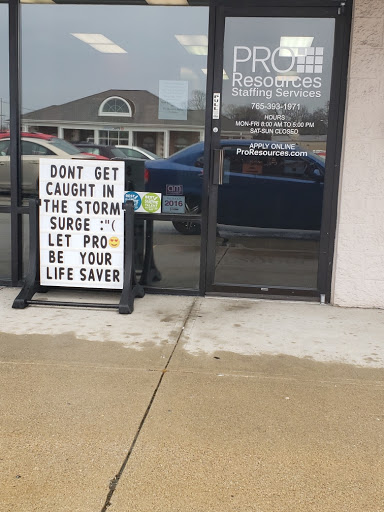 PRO
Resources
Staffing Services
765-393-1971
HOURS
MON-FRI 8:00 AM TO 5:00 PM
SAT-SUN CLOSED
PULL
APPLY ONLINE
ProResources.com
DONT GET
CAUGHT IN
THE STORM
SURGE :"(
LET PRO😊
BE YOUR
LIFE SAVER
2016